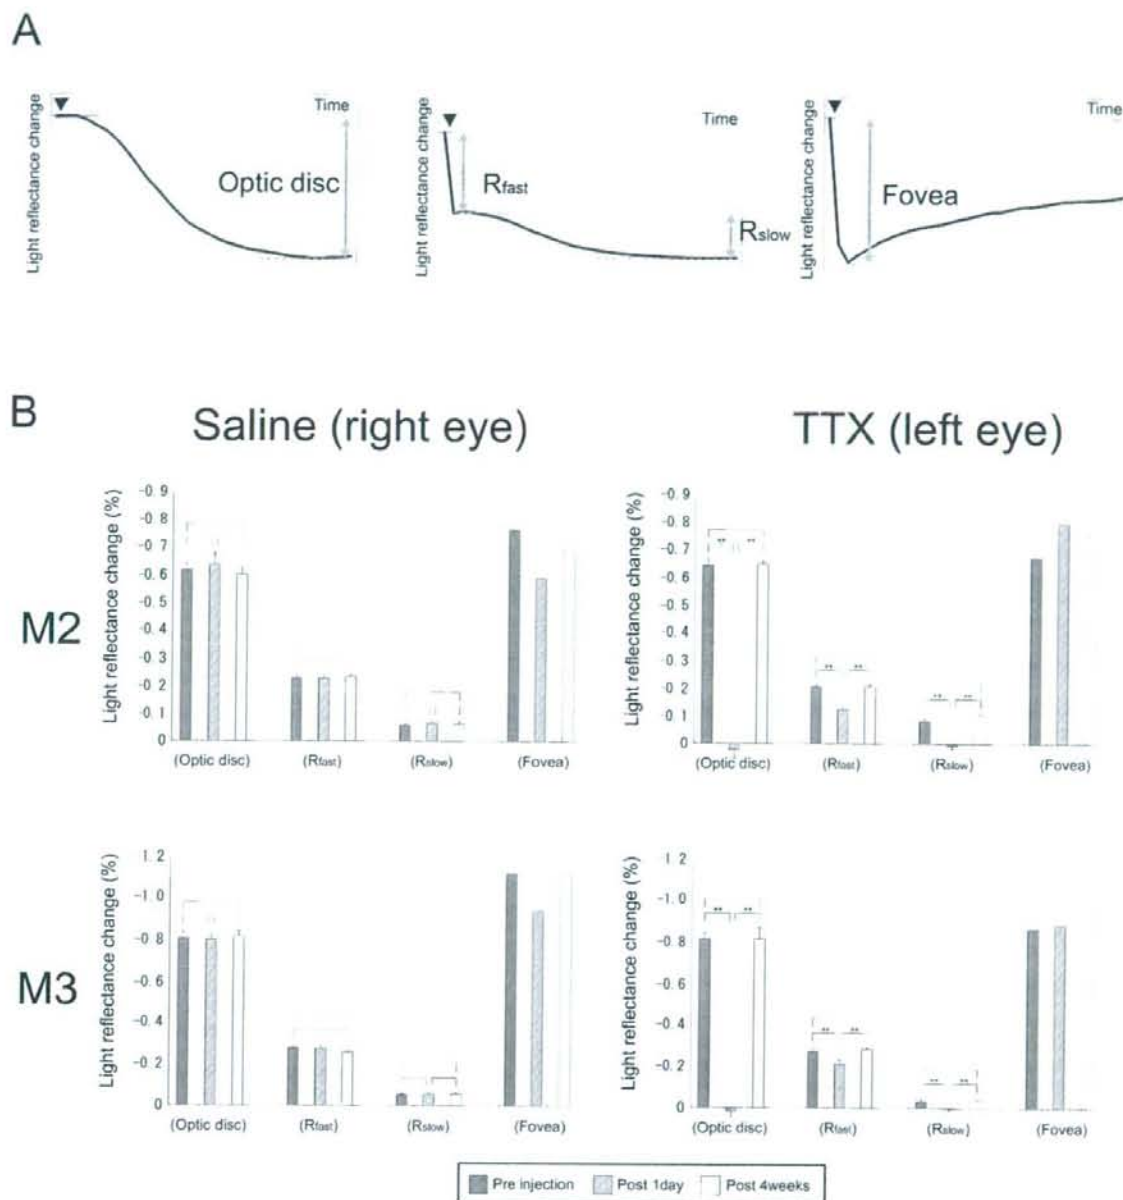 A
Light reflectance change
Time
Optic disc
Light reflectance change
Time
Rfast
Rslow
Light reflectance change
Time
Fovea
B
Saline (right eye)
TTX (left eye)
M2
Light reflectance change (%)
-0.9
-0.8
-0.7
-0.6
-0.5
-0.4
-0.3
-0.2
-0.1
0
(Optic disc)
(Rfast)
(Rslow)
(Fovea)
Light reflectance change (%)
-0.9
-0.8
-0.7
-0.6
-0.5
-0.4
-0.3
-0.2
-0.1
0
** **
** **
** **
(Optic disc)
(Rfast)
(Rslow)
(Fovea)
M3
Light reflectance change (%)
-1.2
-1.0
-0.8
-0.6
-0.4
-0.2
0
(Optic disc)
(Rfast)
(Rslow)
(Fovea)
Light reflectance change (%)
-1.2
-1.0
-0.8
-0.6
-0.4
-0.2
0
** **
** **
** **
(Optic disc)
(Rfast)
(Rslow)
(Fovea)
Pre injection
Post 1day
Post 4weeks